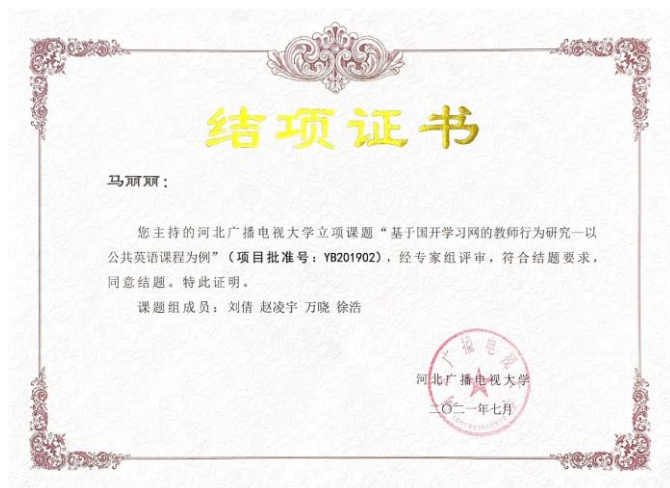 结项证书
马丽丽：
您主持的河北广播电视大学立项课题“基于国开学习网的教师行为研究—以
公共英语课程为例”（项目批准号：YB201902），经专家组评审，符合结题要求，
同意结题。特此证明。
课题组成员：刘倩 赵凌宇 万晓 徐浩
河北广播电视大学
二〇二一年七月